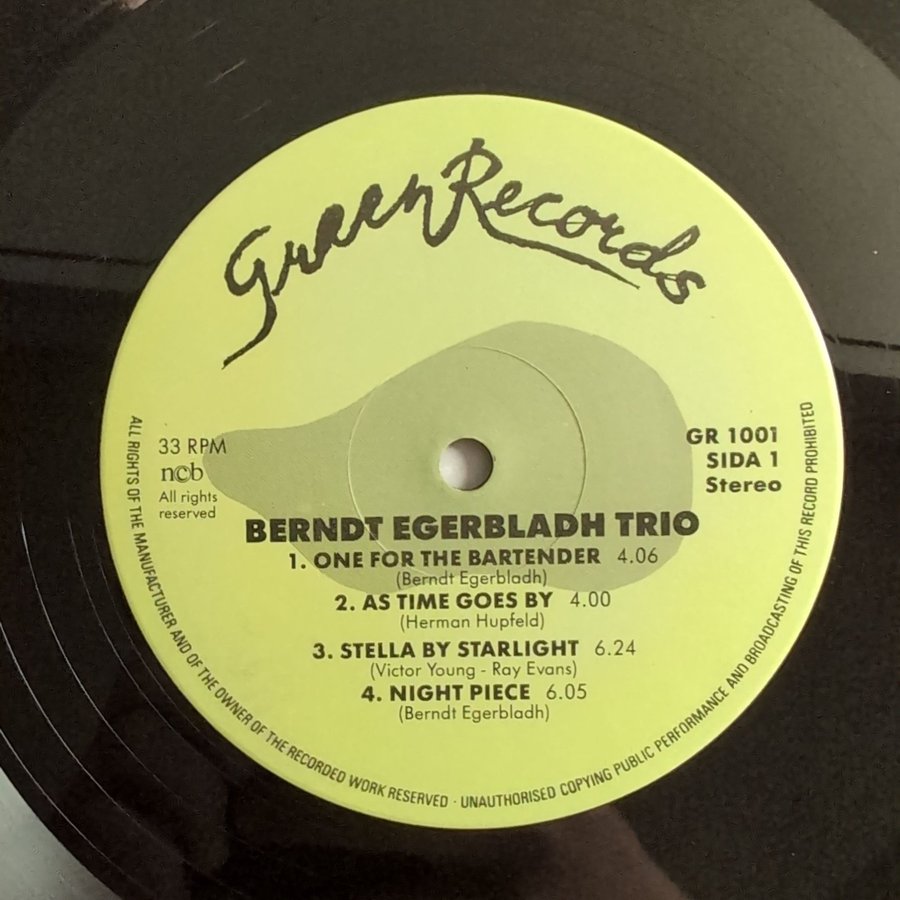 Green Records
33 RPM
n©b
All rights
reserved
GR 1001
SIDA 1
Stereo
BERNDT EGERBLADH TRIO
1. ONE FOR THE BARTENDER 4.06
(Berndt Egerbladh)
2. AS TIME GOES BY 4.00
(Herman Hupfeld)
3. STELLA BY STARLIGHT 6.24
(Victor Young - Ray Evans)
4. NIGHT PIECE 6.05
(Berndt Egerbladh)
ALL RIGHTS OF THE MANUFACTURER AND OF THE OWNER OF THE RECORDED WORK RESERVED · UNAUTHORISED COPYING PUBLIC PERFORMANCE AND BROADCASTING OF THIS RECORD PROHIBITED